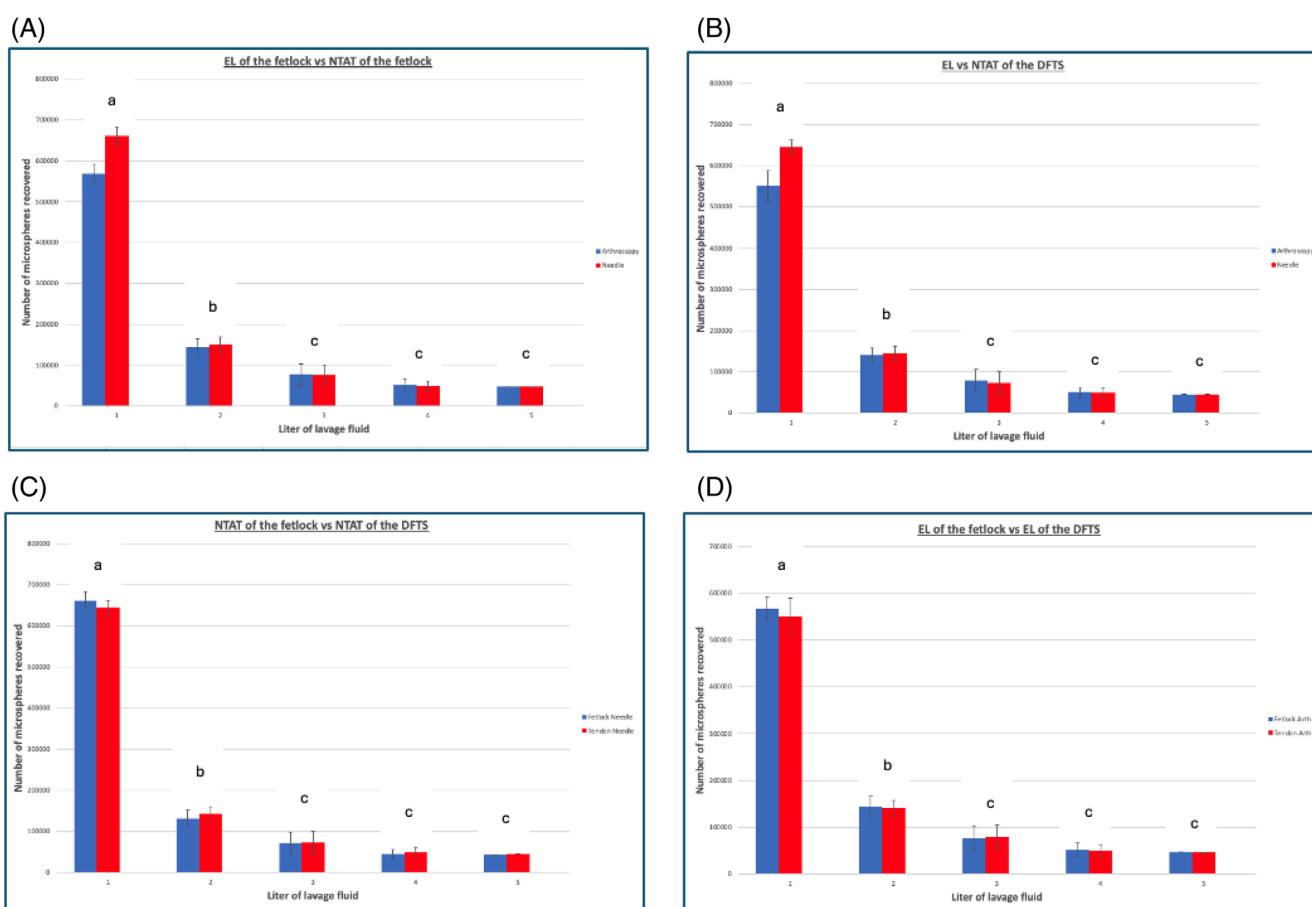 (A)
EL of the fetlock vs NTAT of the fetlock
800000
700000
600000
500000
400000
300000
200000
100000
0
Number of microspheres recovered
a
b
c
c
c
1 2 3 4 5
Liter of lavage fluid
Arthroscopy
Needle
(B)
EL vs NTAT of the DFTS
800000
700000
600000
500000
400000
300000
200000
100000
0
Number of microspheres recovered
a
b
c
c
c
1 2 3 4 5
Liter of lavage fluid
Arthroscopy
Needle
(C)
NTAT of the fetlock vs NTAT of the DFTS
800000
700000
600000
500000
400000
300000
200000
100000
0
Number of microspheres recovered
a
b
c
c
c
1 2 3 4 5
Liter of lavage fluid
Fetlock Needle
Tendon Needle
(D)
EL of the fetlock vs EL of the DFTS
700000
600000
500000
400000
300000
200000
100000
0
Number of microspheres recovered
a
b
c
c
c
1 2 3 4 5
Liter of lavage fluid
Fetlock Arth
Tendon Arth